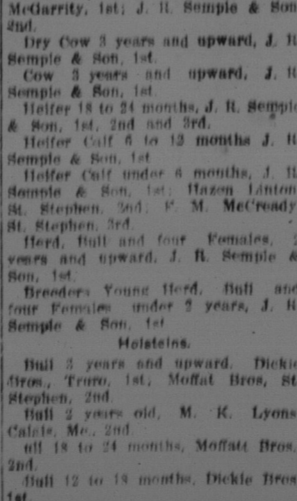 McGarrity, 1st; J. R. Semple & Son
2nd.
Dry Cow 3 years and upward, J. R
Semple & Son, 1st.
Cow 3 years and upward, J. R
Semple & Son, 1st.
Heifer 18 to 24 months, J. R. Semple
& Son, 1st, 2nd and 3rd.
Heifer Calf 6 to 12 months J. R
Semple & Son, 1st
Heifer Calf under 6 months, J. R
Semple & Son, 1st; Hazen Linton
St. Stephen, 2nd; F. M. McCready
St. Stephen, 3rd.
Herd, Bull and four Females, 2
years and upward, J. R. Semple &
Son, 1st.
Breeders Young Herd, Bull and
four Females under 2 years, J. R
Semple & Son, 1st
Holsteins.
Bull 3 years and upward. Dickie
Bros., Truro, 1st; Moffat Bros, St
Stephen, 2nd.
Bull 2 years old, M. K. Lyons
Calais, Me., 2nd.
ull 18 to 24 months, Moffatt Bros.
2nd.
Bull 12 to 18 months, Dickie Bros
1st.